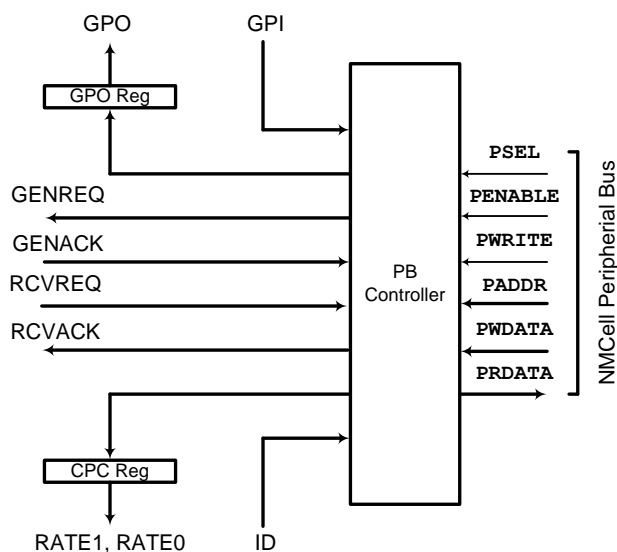 GPO
GPI
GPO Reg
PSEL
GENREQ
PENABLE
GENACK
PWRITE
PB
Controller
RCVREQ
PADDR
RCVACK
PWDATA
PRDATA
NMCell Peripherial Bus
CPC Reg
RATE1, RATE0
ID